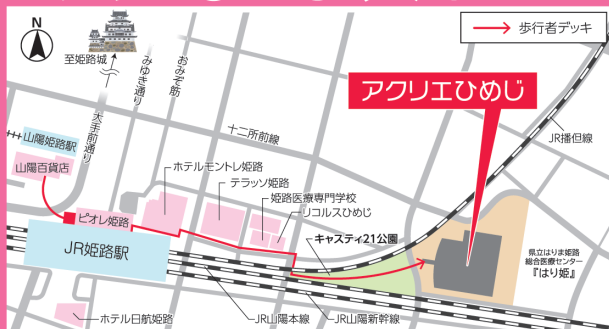 N
歩行者デッキ
至姫路城
みゆき通り
おみぞ筋
大手前通り
十二所前線
アクリエひめじ
JR播但線
山陽姫路駅
山陽百貨店
ホテルモントレ姫路
テラッソ姫路
姫路医療専門学校
リコルスひめじ
ピオレ姫路
キャスティ21公園
JR姫路駅
県立はりま姫路
総合医療センター
『はり姫』
ホテル日航姫路
JR山陽本線
JR山陽新幹線